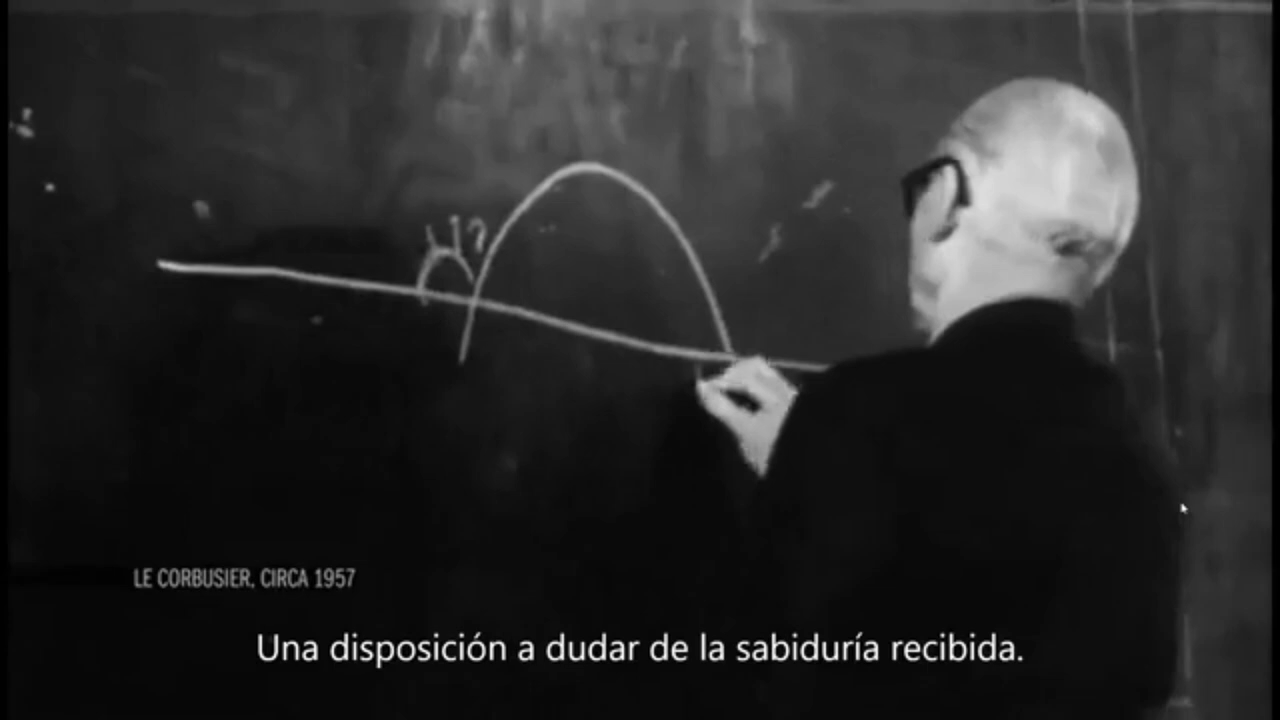 LE CORBUSIER, CIRCA 1957
Una disposición a dudar de la sabiduría recibida.